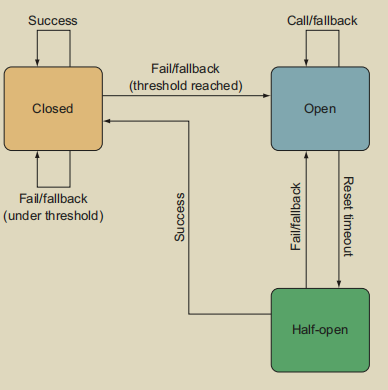 Success
Call/fallback
Fail/fallback
(threshold reached)
Closed
Open
Fail/fallback
(under threshold)
Success
Fail/fallback
Reset timeout
Half-open